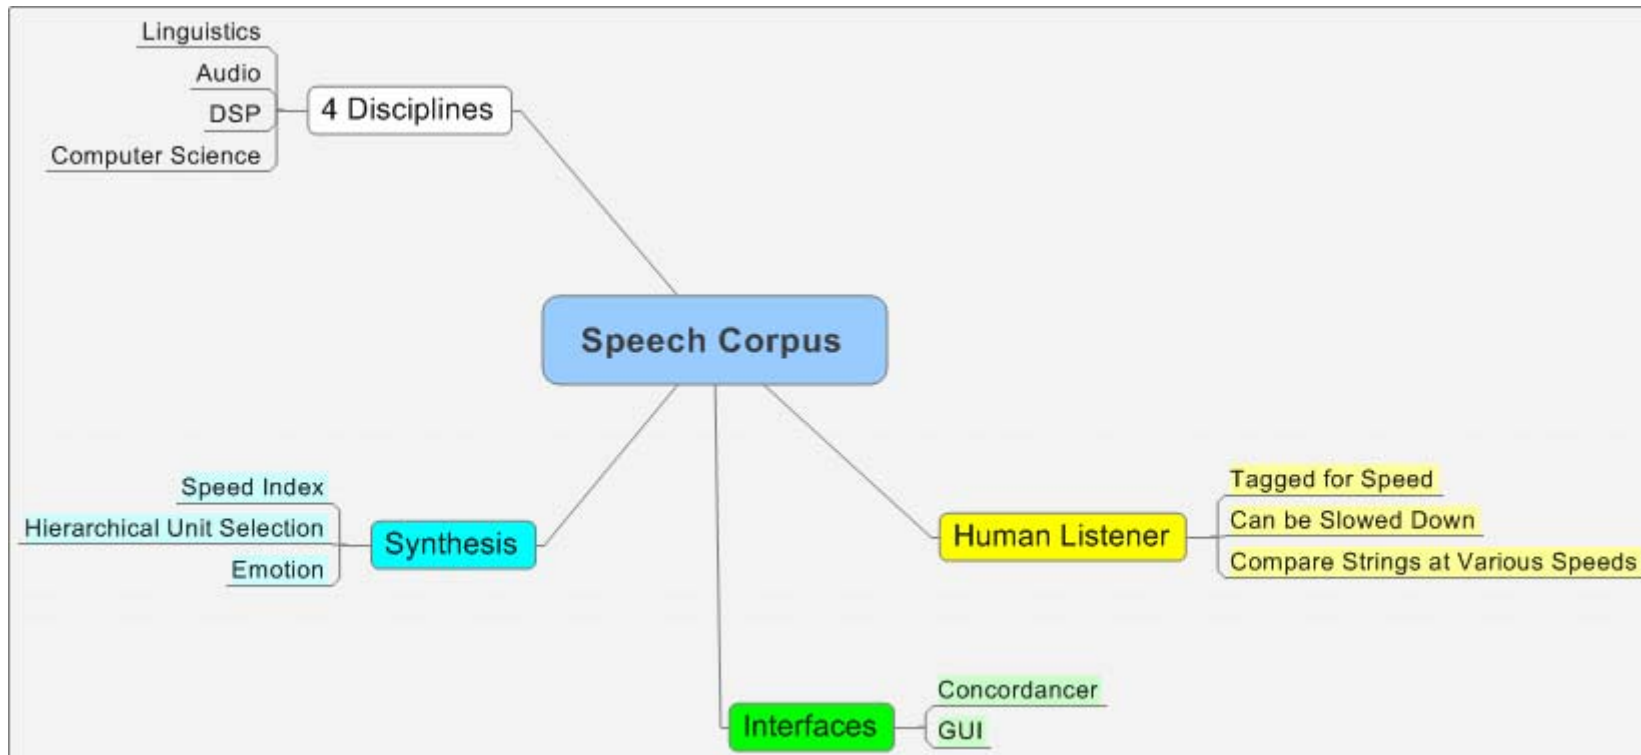 Linguistics
Audio
DSP
Computer Science
4 Disciplines
Speech Corpus
Speed Index
Hierarchical Unit Selection
Emotion
Synthesis
Human Listener
Tagged for Speed
Can be Slowed Down
Compare Strings at Various Speeds
Interfaces
Concordancer
GUI